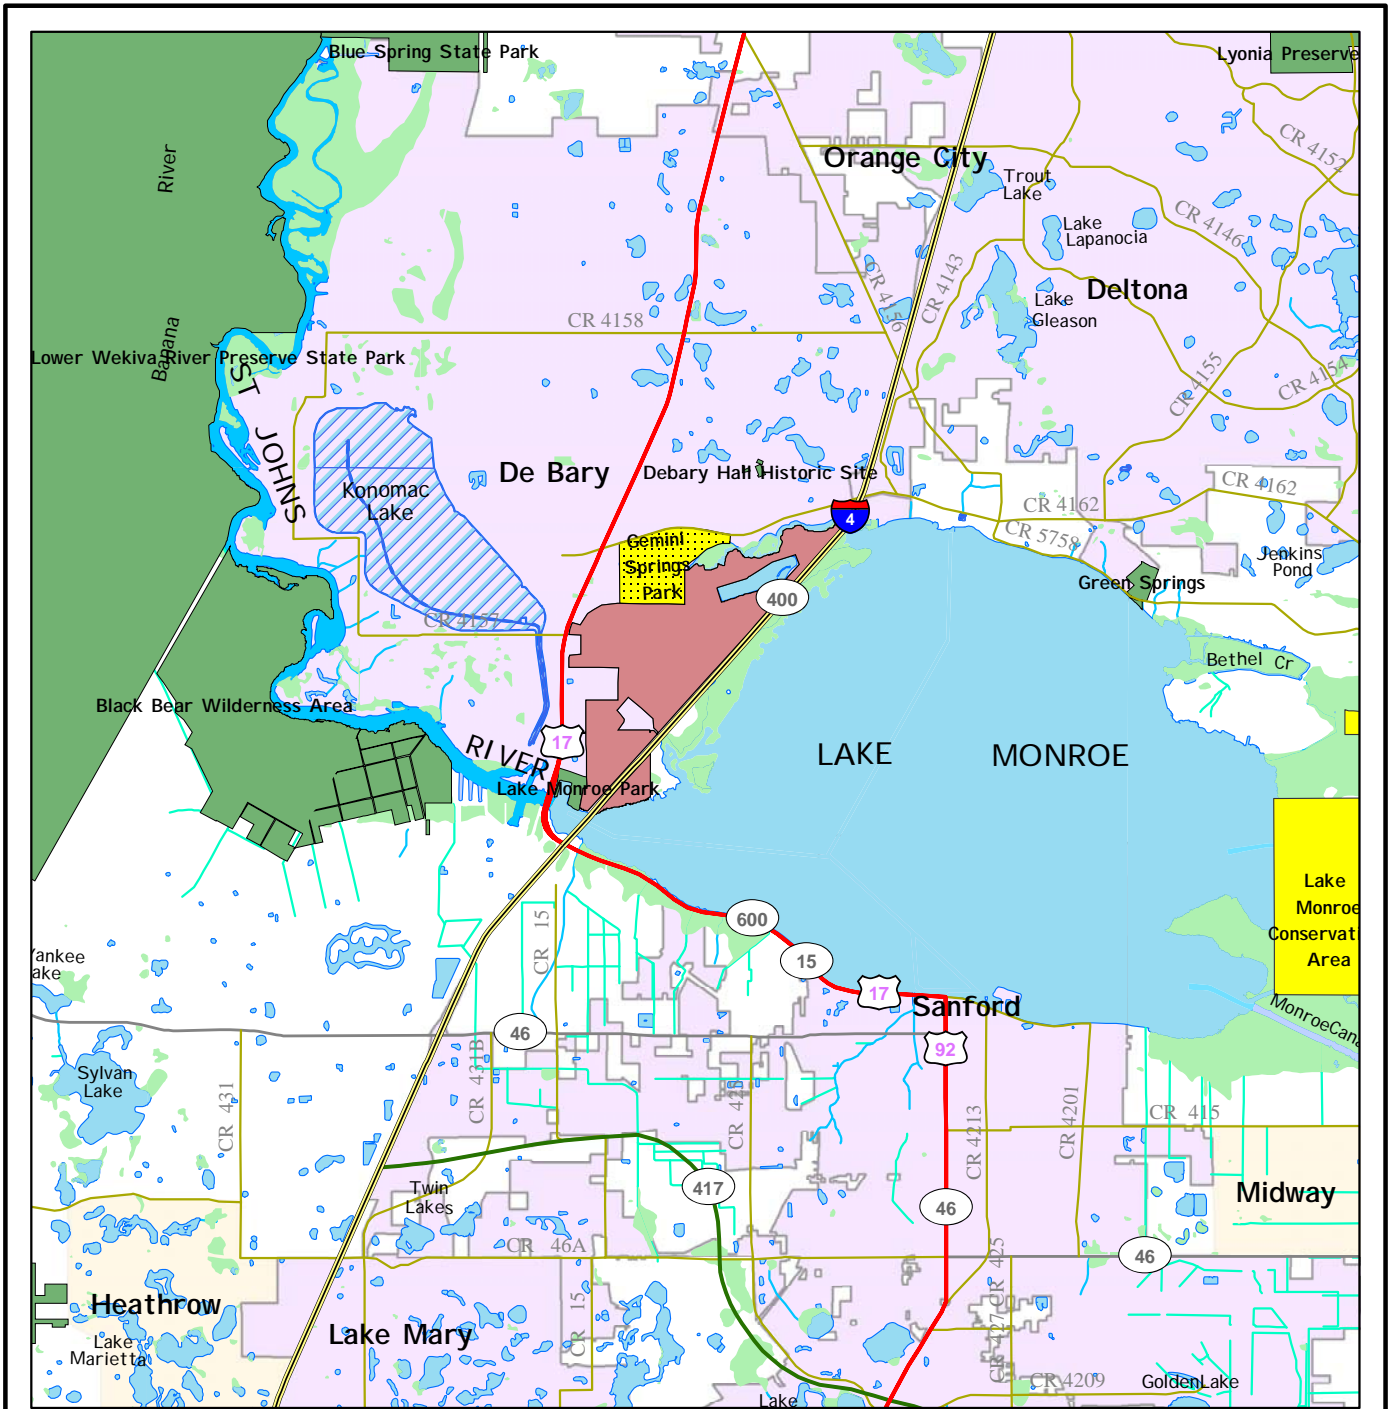 Blue Spring State Park
Lyonia Preserve
CR 4152
Orange City
River
Trout
Lake
CR 4146
Lake
Lapanocia
CR 4143
CR 4156
Deltona
Lake
Gleason
CR 4158
Banana
Lower Wekiva River Preserve State Park
CR 4155
CR 4154
ST
JOHNS
De Bary
Debary Hall Historic Site
Konomac
Lake
CR 4162
CR 4162
4
CR 5758
Gemini
Springs
Park
Jenkins
Pond
Green Springs
400
CR 4157
Bethel Cr
Black Bear Wilderness Area
RIVER
17
LAKE MONROE
Lake Monroe Park
Lake
Monroe
Conservati
Area
600
CR 15
15
Yankee
ake
17
Sanford
MonroeCana
46
92
CR 431B
Sylvan
Lake
CR 431
CR 4213
CR 4201
CR 415
417
Twin
Lakes
46
Midway
CR 46A
CR 425
46
Heathrow
CR 15
Lake Mary
CR 427
Lake
Marietta
CR 4209
GoldenLake
Lake